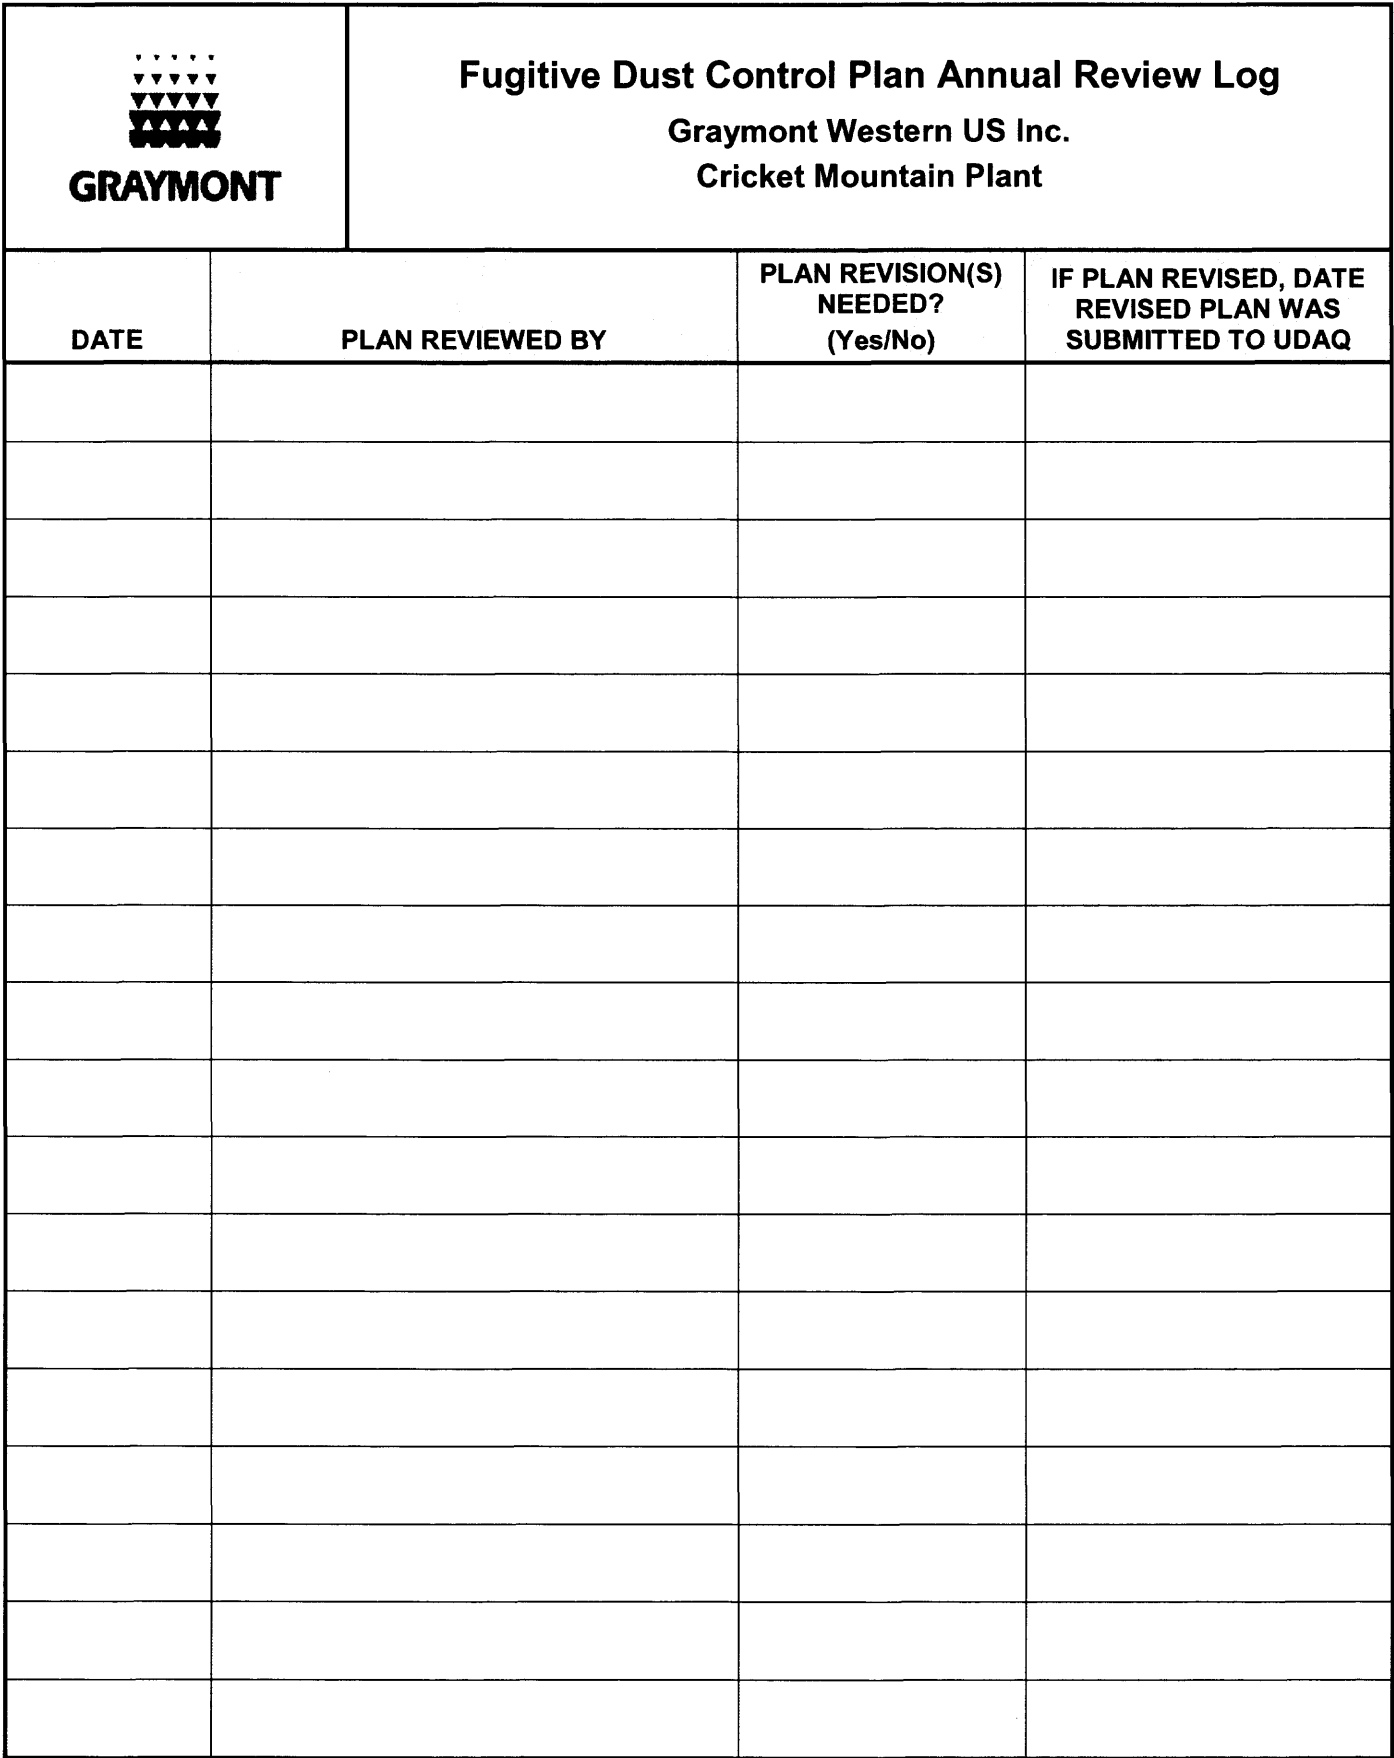 GRAYMONT
Fugitive Dust Control Plan Annual Review Log
Graymont Western US Inc.
Cricket Mountain Plant
DATE
PLAN REVIEWED BY
PLAN REVISION(S)
NEEDED?
(Yes/No)
IF PLAN REVISED, DATE
REVISED PLAN WAS
SUBMITTED TO UDAQ